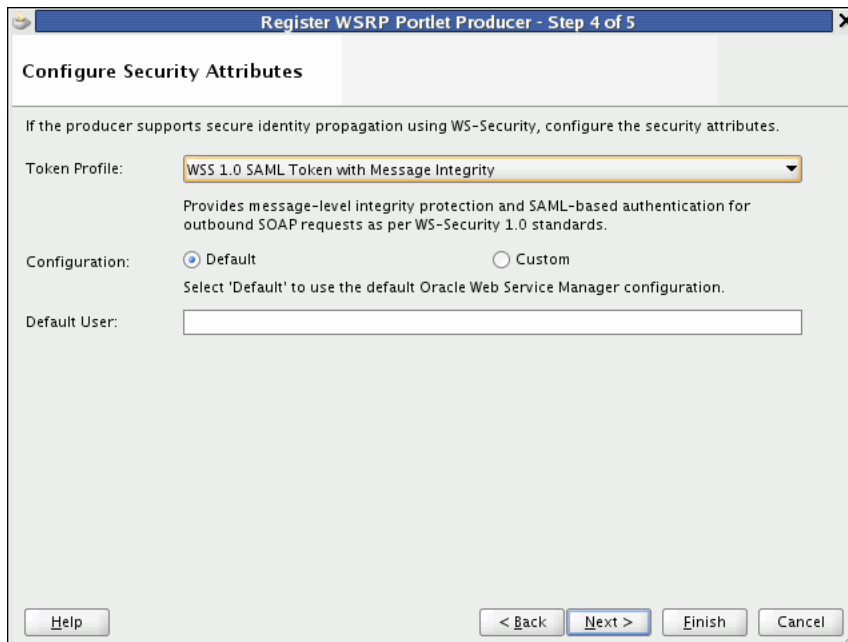 Register WSRP Portlet Producer - Step 4 of 5
Configure Security Attributes
If the producer supports secure identity propagation using WS-Security, configure the security attributes.
Token Profile: WSS 1.0 SAML Token with Message Integrity
Provides message-level integrity protection and SAML-based authentication for
outbound SOAP requests as per WS-Security 1.0 standards.
Configuration: Default Custom
Select 'Default' to use the default Oracle Web Service Manager configuration.
Default User:
Help < Back Next > Finish Cancel